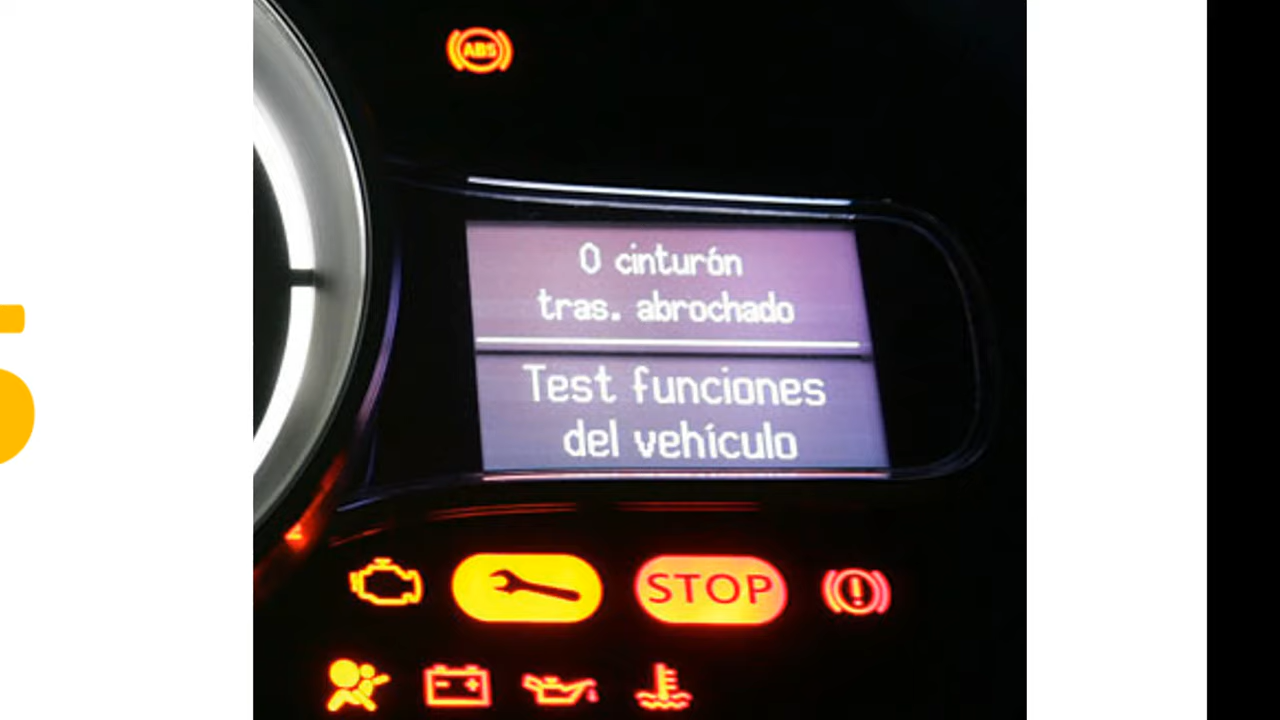 ABS
0 cinturón
tras. abrochado
Test funciones
del vehículo
STOP